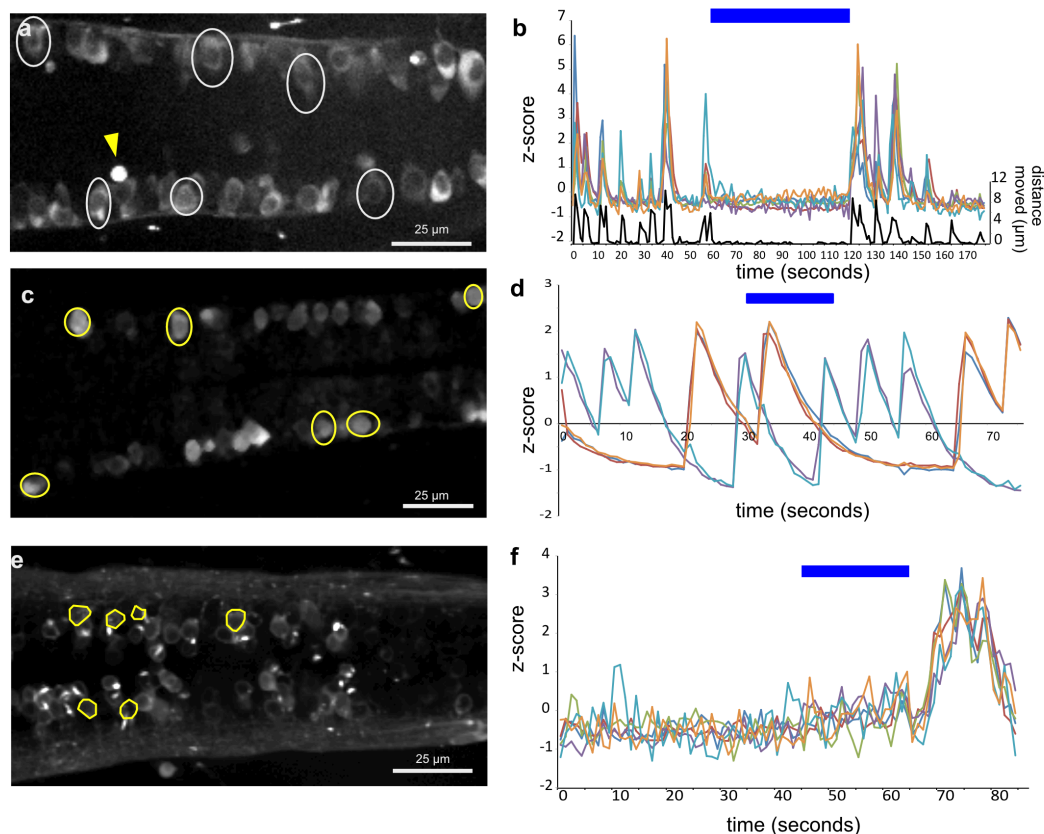 a
25 µm
b
7
6
5
4
3
2
1
0
-1
-2
z-score
12
8
4
0
distance
moved (µm)
0 10 20 30 40 50 60 70 80 90 100 110 120 130 140 150 160 170
time (seconds)
c
25 µm
d
3
2
1
0
-1
-2
z-score
0 10 20 30 40 50 60 70
time (seconds)
e
25 µm
f
4
3
2
1
0
-1
-2
z-score
0 10 20 30 40 50 60 70 80
time (seconds)